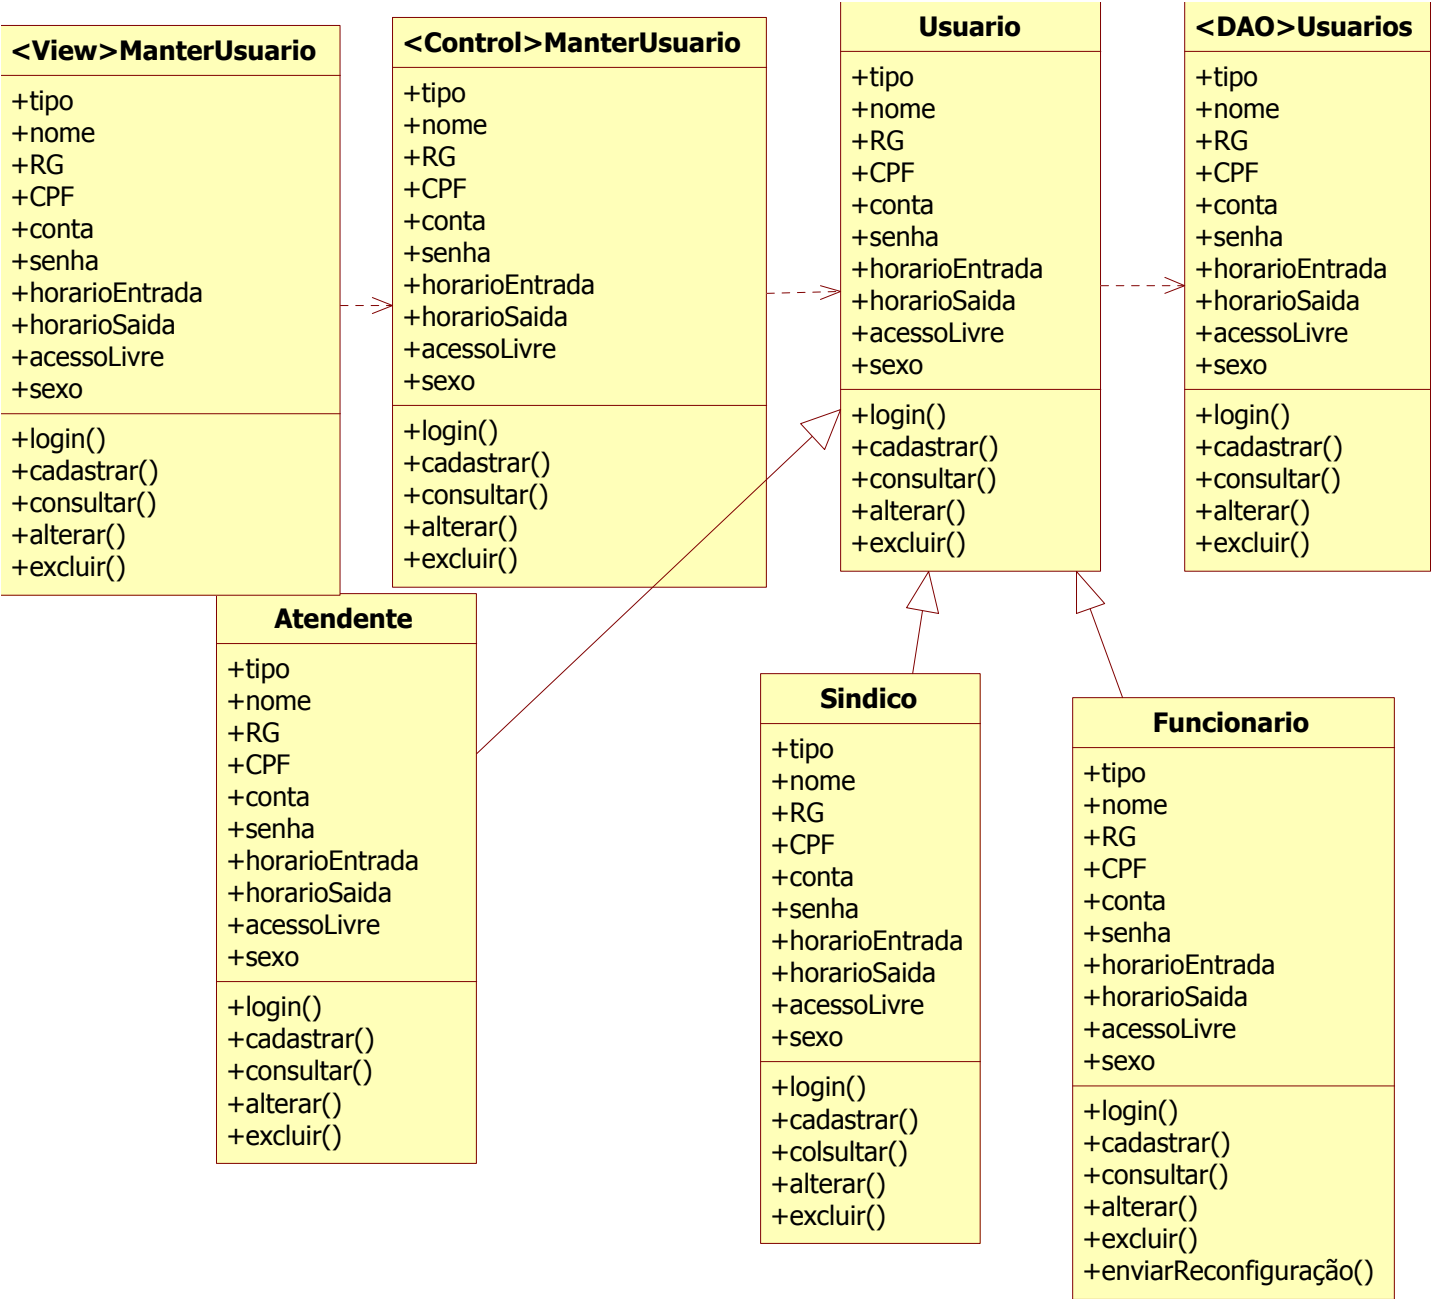 <View>ManterUsuario
+tipo
+nome
+RG
+CPF
+conta
+senha
+horarioEntrada
+horarioSaida
+acessoLivre
+sexo
+login()
+cadastrar()
+consultar()
+alterar()
+excluir()
<Control>ManterUsuario
+tipo
+nome
+RG
+CPF
+conta
+senha
+horarioEntrada
+horarioSaida
+acessoLivre
+sexo
+login()
+cadastrar()
+consultar()
+alterar()
+excluir()
Usuario
+tipo
+nome
+RG
+CPF
+conta
+senha
+horarioEntrada
+horarioSaida
+acessoLivre
+sexo
+login()
+cadastrar()
+consultar()
+alterar()
+excluir()
<DAO>Usuarios
+tipo
+nome
+RG
+CPF
+conta
+senha
+horarioEntrada
+horarioSaida
+acessoLivre
+sexo
+login()
+cadastrar()
+consultar()
+alterar()
+excluir()
Atendente
+tipo
+nome
+RG
+CPF
+conta
+senha
+horarioEntrada
+horarioSaida
+acessoLivre
+sexo
+login()
+cadastrar()
+consultar()
+alterar()
+excluir()
Sindico
+tipo
+nome
+RG
+CPF
+conta
+senha
+horarioEntrada
+horarioSaida
+acessoLivre
+sexo
+login()
+cadastrar()
+colsultar()
+alterar()
+excluir()
Funcionario
+tipo
+nome
+RG
+CPF
+conta
+senha
+horarioEntrada
+horarioSaida
+acessoLivre
+sexo
+login()
+cadastrar()
+consultar()
+alterar()
+excluir()
+enviarReconfiguração()